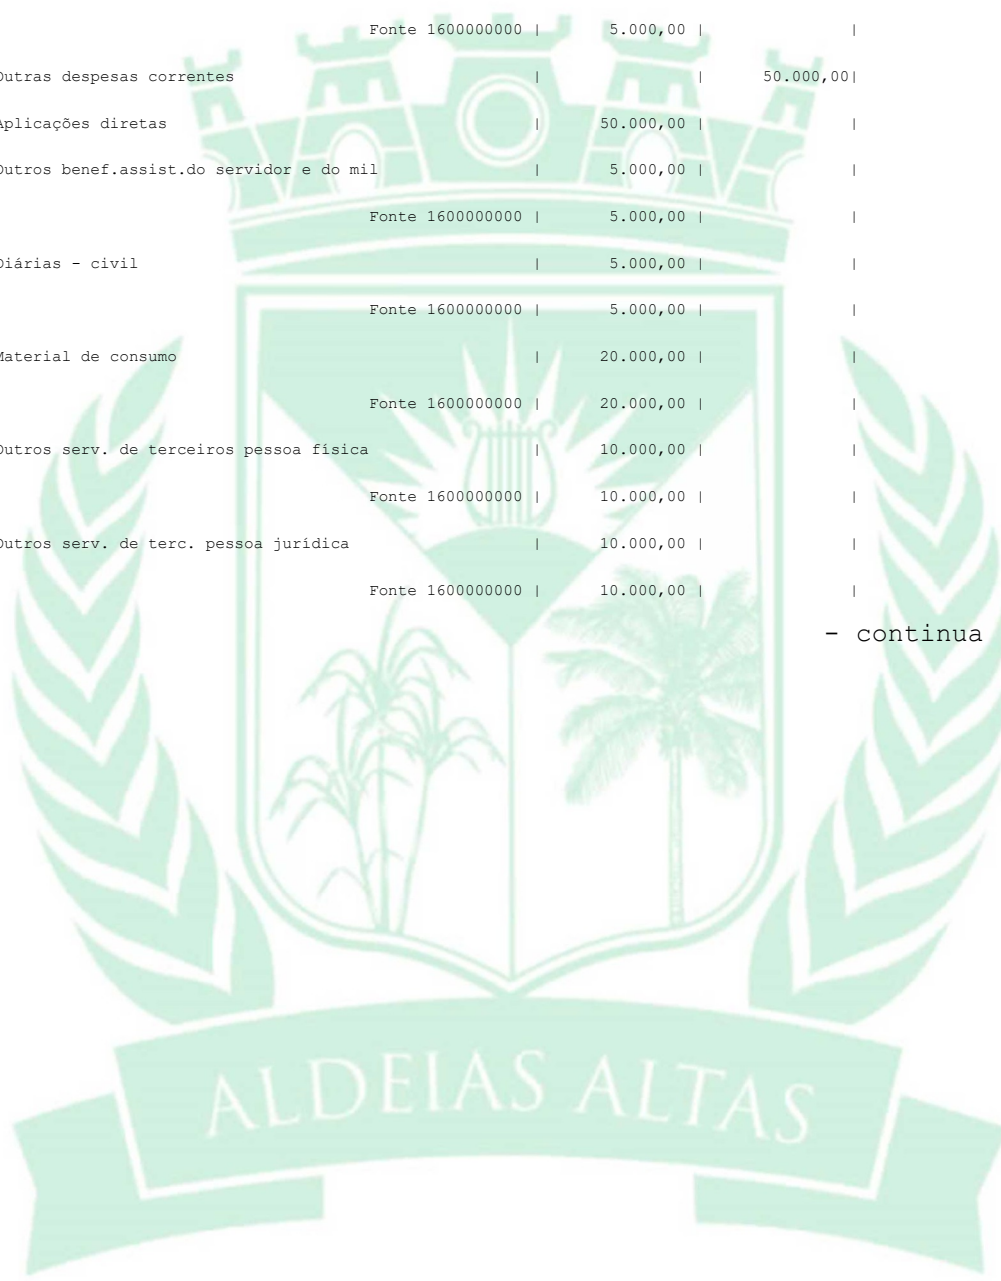 Fonte 1600000000 | 5.000,00 | |
Outras despesas correntes | | 50.000,00|
Aplicações diretas | 50.000,00 | |
Outros benef.assist.do servidor e do mil | 5.000,00 | |
Fonte 1600000000 | 5.000,00 | |
Diárias - civil | 5.000,00 | |
Fonte 1600000000 | 5.000,00 | |
Material de consumo | 20.000,00 | |
Fonte 1600000000 | 20.000,00 | |
Outros serv. de terceiros pessoa física | 10.000,00 | |
Fonte 1600000000 | 10.000,00 | |
Outros serv. de terc. pessoa jurídica | 10.000,00 | |
Fonte 1600000000 | 10.000,00 | |
- continua
ALDEIAS ALTAS